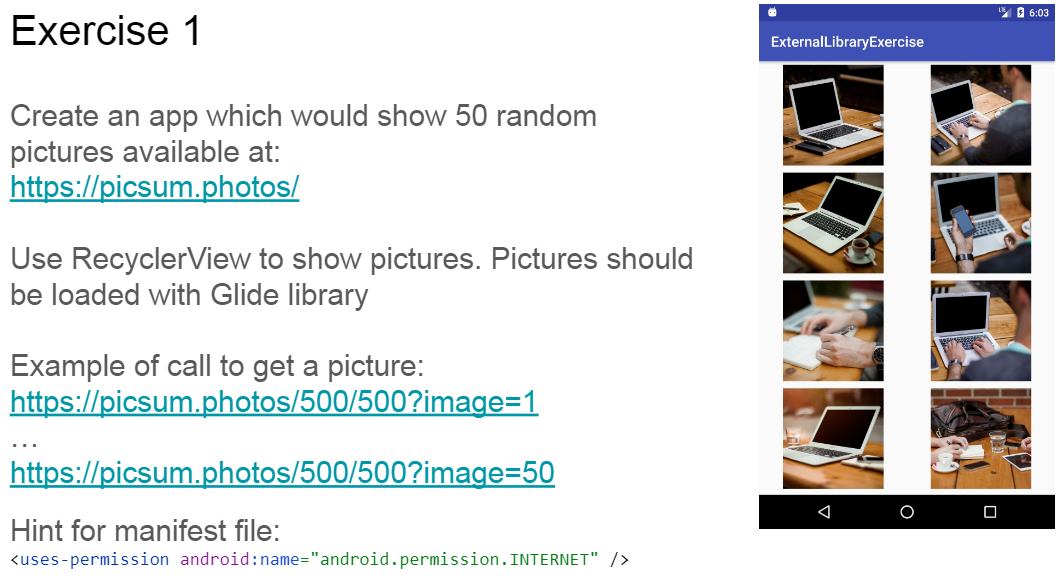 Exercise 1
Create an app which would show 50 random
pictures available at:
https://picsum.photos/
Use RecyclerView to show pictures. Pictures should
be loaded with Glide library
Example of call to get a picture:
https://picsum.photos/500/500?image=1
…
https://picsum.photos/500/500?image=50
Hint for manifest file:
<uses-permission android:name="android.permission.INTERNET" />
LTE 6:03
ExternalLibraryExercise